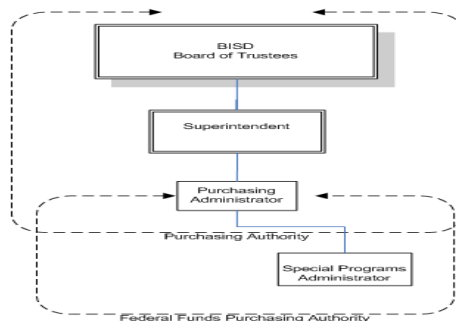 BISD
Board of Trustees
Superintendent
Purchasing
Administrator
Purchasing Authority
Special Programs
Administrator
Federal Funds Purchasing Authority